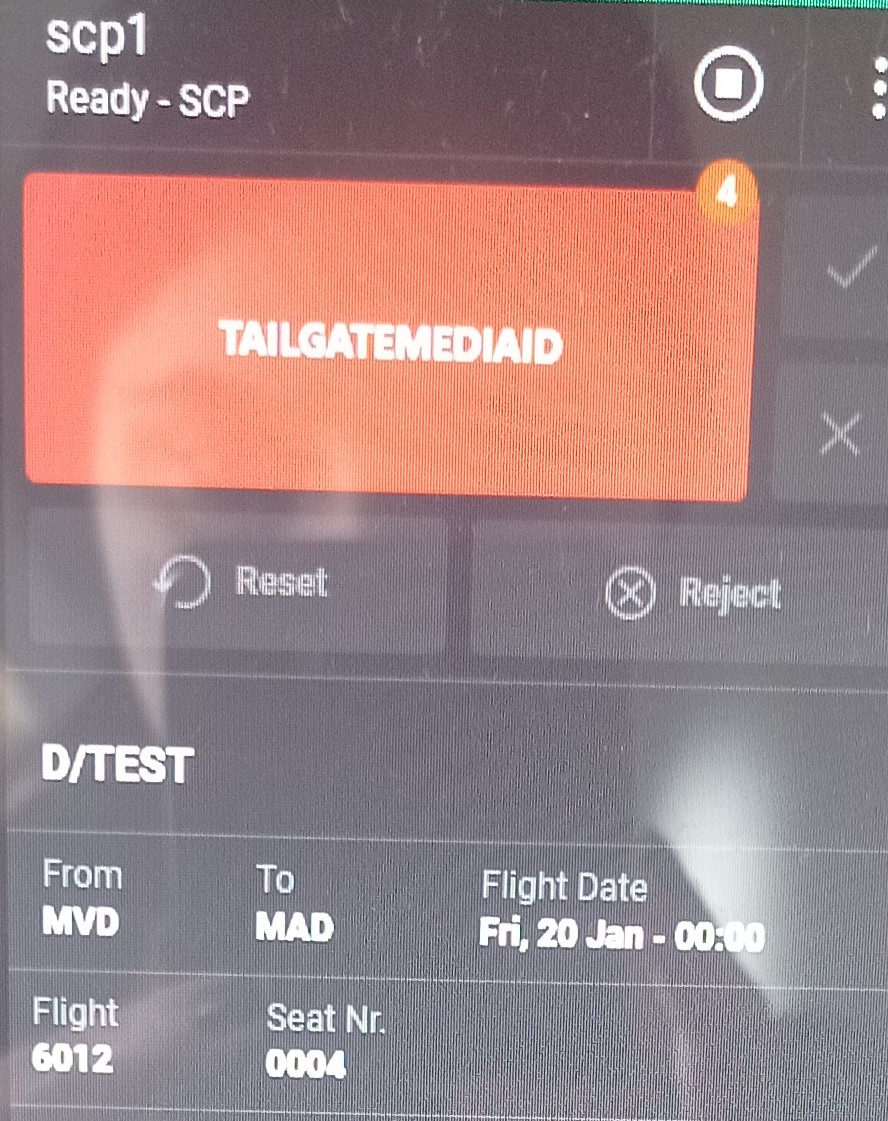 scp1
Ready - SCP
4
TAILGATEMEDIAID
Reset
Reject
D/TEST
From
To
Flight Date
MVD
MAD
Fri, 20 Jan - 00:00
Flight
Seat Nr.
6012
0004